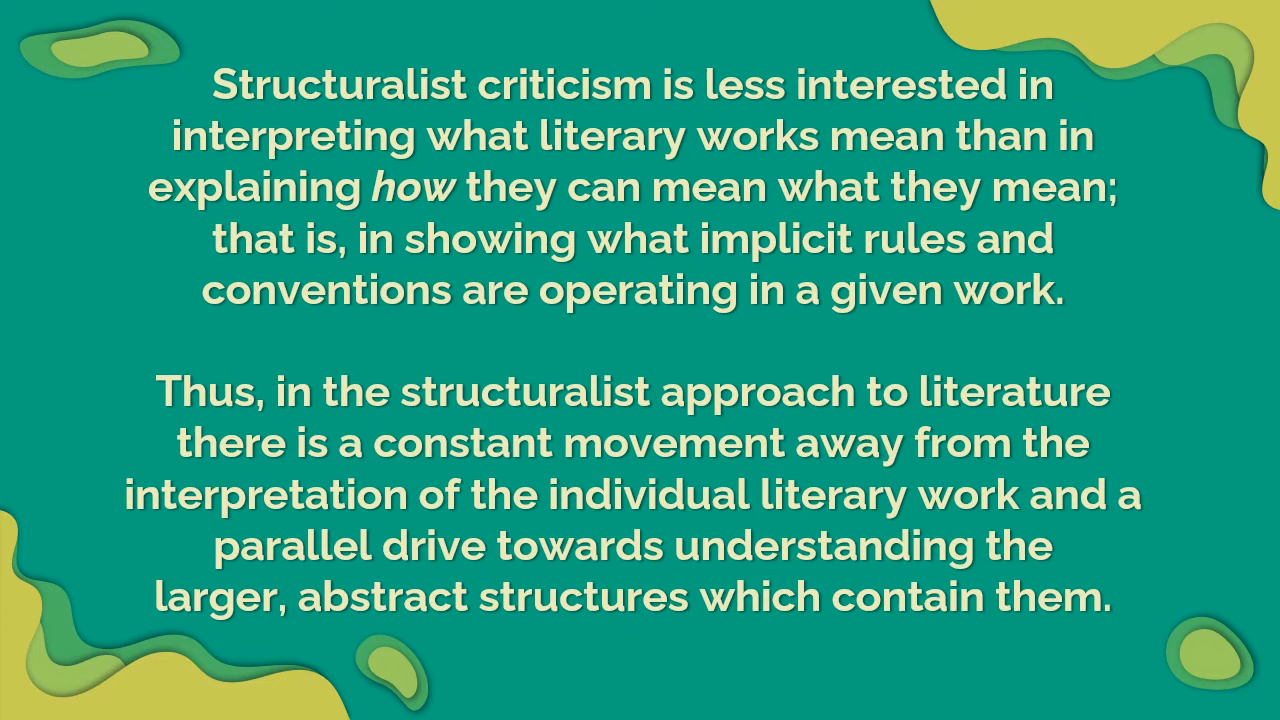 Structuralist criticism is less interested in
interpreting what literary works mean than in
explaining how they can mean what they mean;
that is, in showing what implicit rules and
conventions are operating in a given work.
Thus, in the structuralist approach to literature
there is a constant movement away from the
interpretation of the individual literary work and a
parallel drive towards understanding the
larger, abstract structures which contain them.